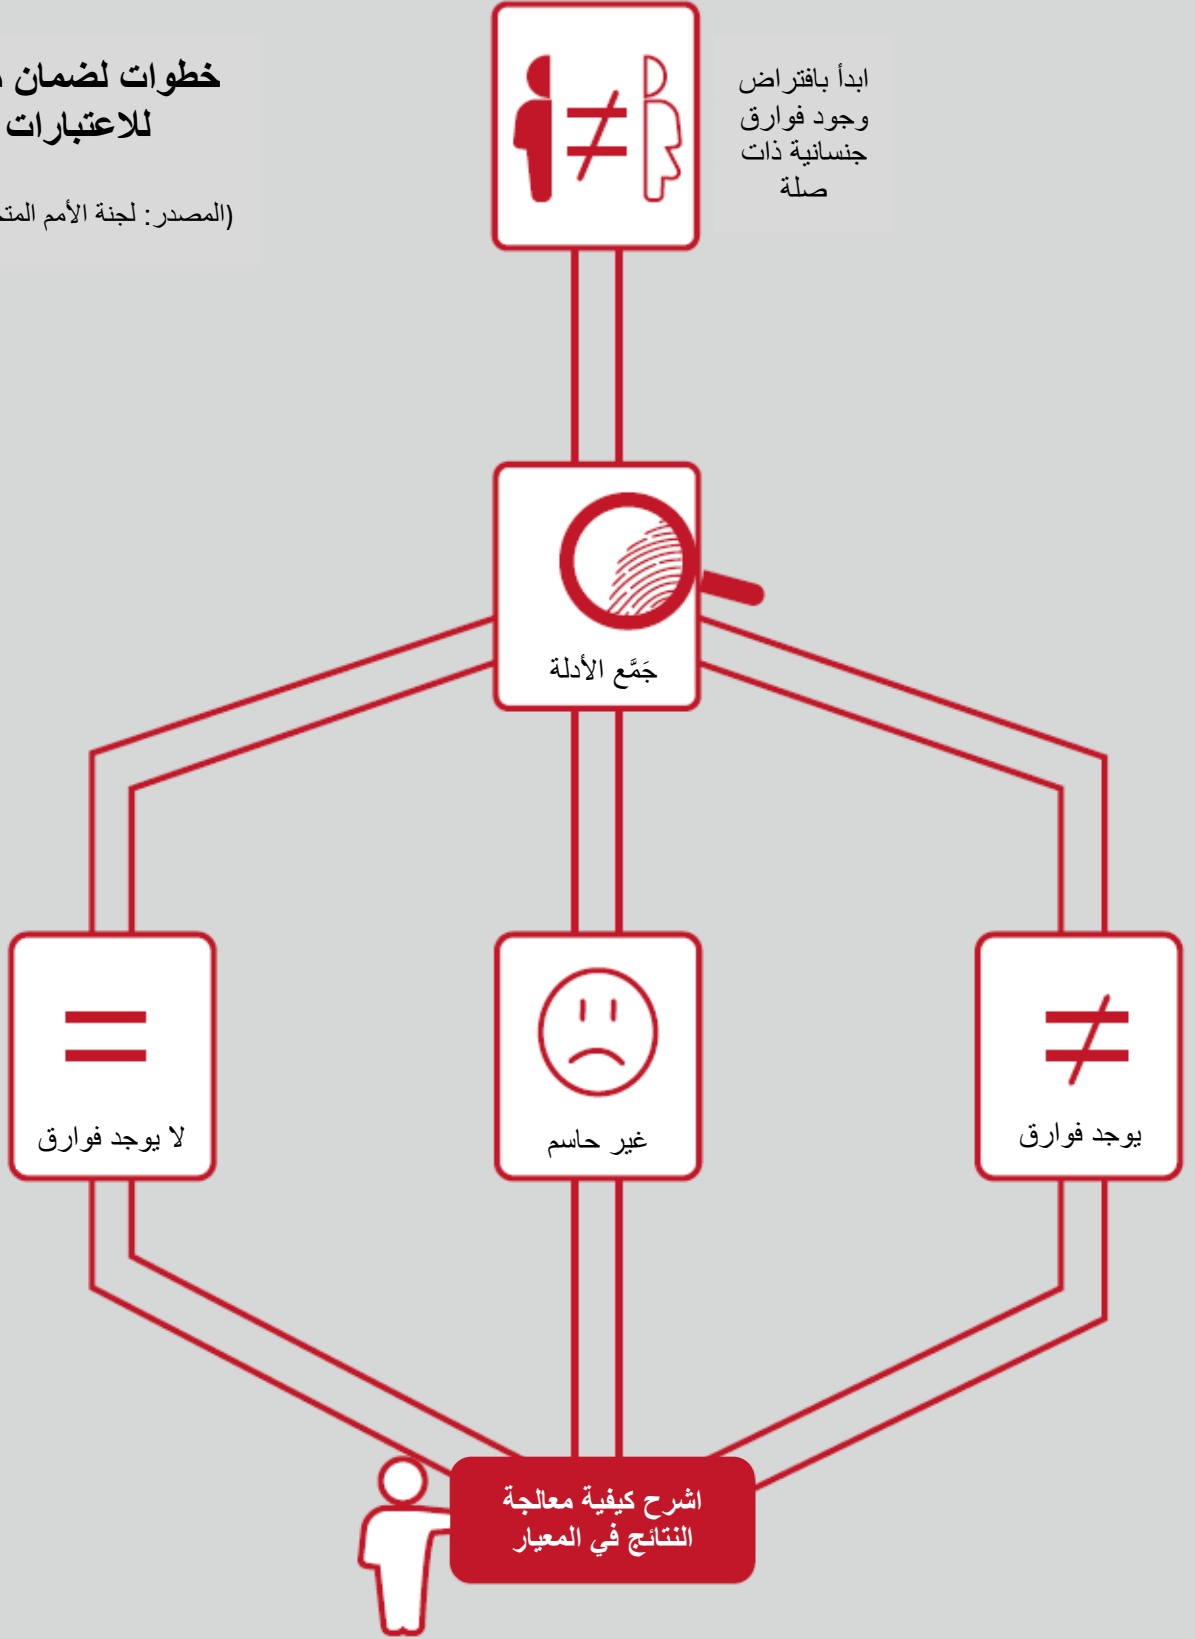 خطوات لضمان
للاعتبارات
(المصدر: لجنة الأمم
ابدأ بافتراض
وجود فوارق
جنسانية ذات
صلة
جَمَّع الأدلة
يوجد فوارق
غير حاسم
لا يوجد فوارق
اشرح كيفية معالجة
النتائج في المعيار